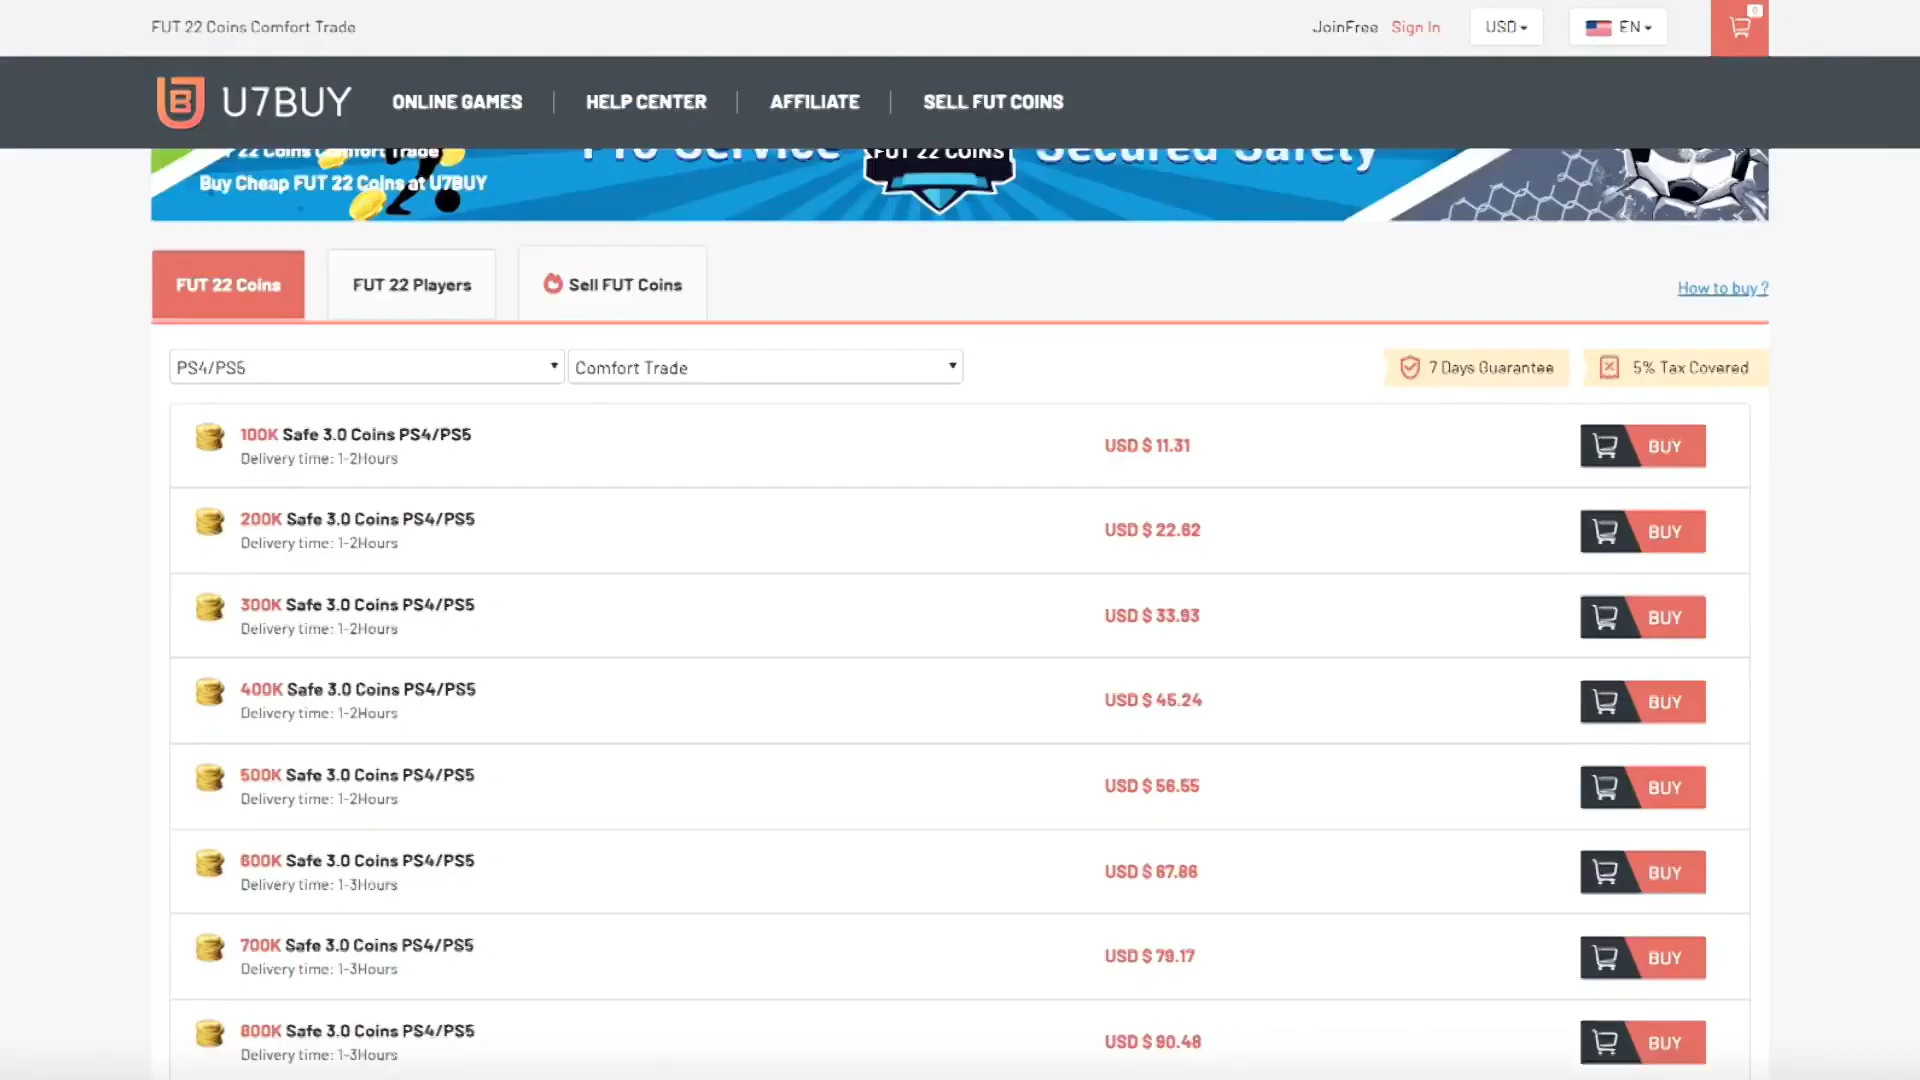 FUT 22 Coins Comfort Trade
JoinFree Sign In USD EN 0
U7BUY ONLINE GAMES HELP CENTER AFFILIATE SELL FUT COINS
22 Coins Comfort Trade
Pro Service FUT 22 COINS Secured Safety
Buy Cheap FUT 22 Coins at U7BUY
FUT 22 Coins FUT 22 Players Sell FUT Coins
How to buy ?
PS4/PS5 Comfort Trade 7 Days Guarantee 5% Tax Covered
100K Safe 3.0 Coins PS4/PS5
Delivery time: 1-2Hours
USD $ 11.31
BUY
200K Safe 3.0 Coins PS4/PS5
Delivery time: 1-2Hours
USD $ 22.62
BUY
300K Safe 3.0 Coins PS4/PS5
Delivery time: 1-2Hours
USD $ 33.93
BUY
400K Safe 3.0 Coins PS4/PS5
Delivery time: 1-2Hours
USD $ 45.24
BUY
500K Safe 3.0 Coins PS4/PS5
Delivery time: 1-2Hours
USD $ 56.55
BUY
600K Safe 3.0 Coins PS4/PS5
Delivery time: 1-3Hours
USD $ 67.86
BUY
700K Safe 3.0 Coins PS4/PS5
Delivery time: 1-3Hours
USD $ 79.17
BUY
800K Safe 3.0 Coins PS4/PS5
Delivery time: 1-3Hours
USD $ 90.48
BUY